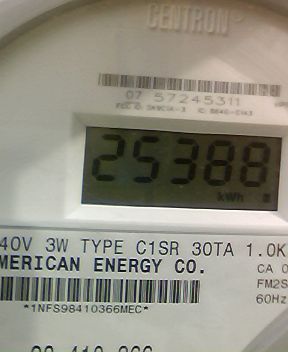 CENTRON®
07 57245311
25388
kWh
40V 3W TYPE C1SR 30TA 1.0K
MERICAN ENERGY CO.
CA 0
FM2S
60Hz
*1NFS98410366MEC*